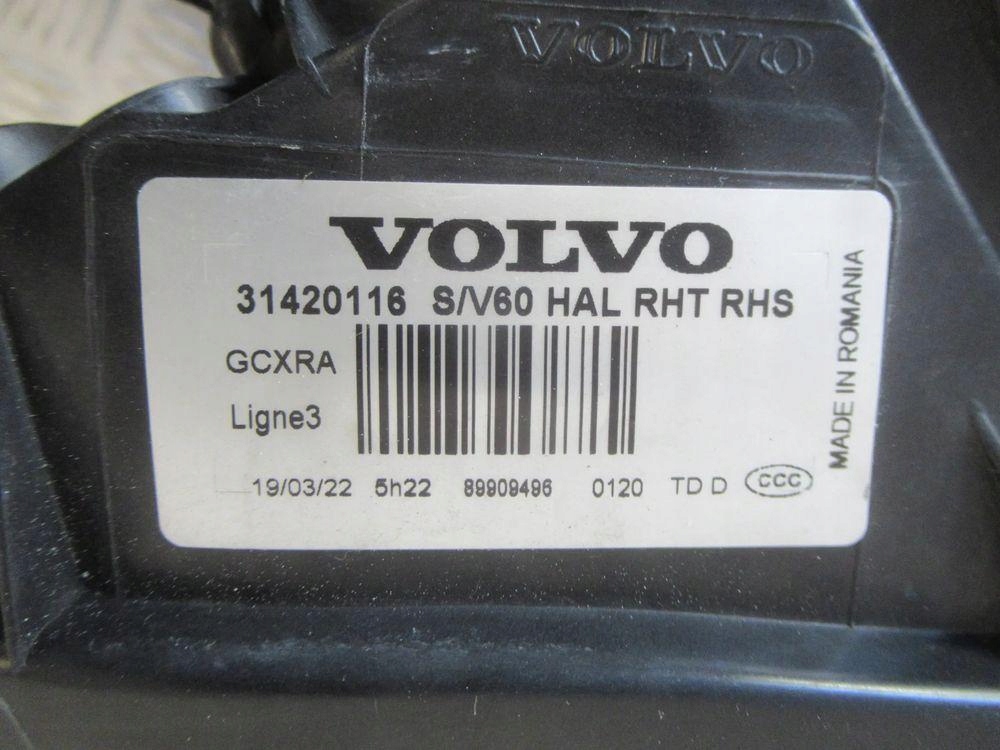 VOLVO
VOLVO
31420116 S/V60 HAL RHT RHS
GCXRA
Ligne3
19/03/22 5h22 89909496 0120 TD D CCC
MADE IN ROMANIA